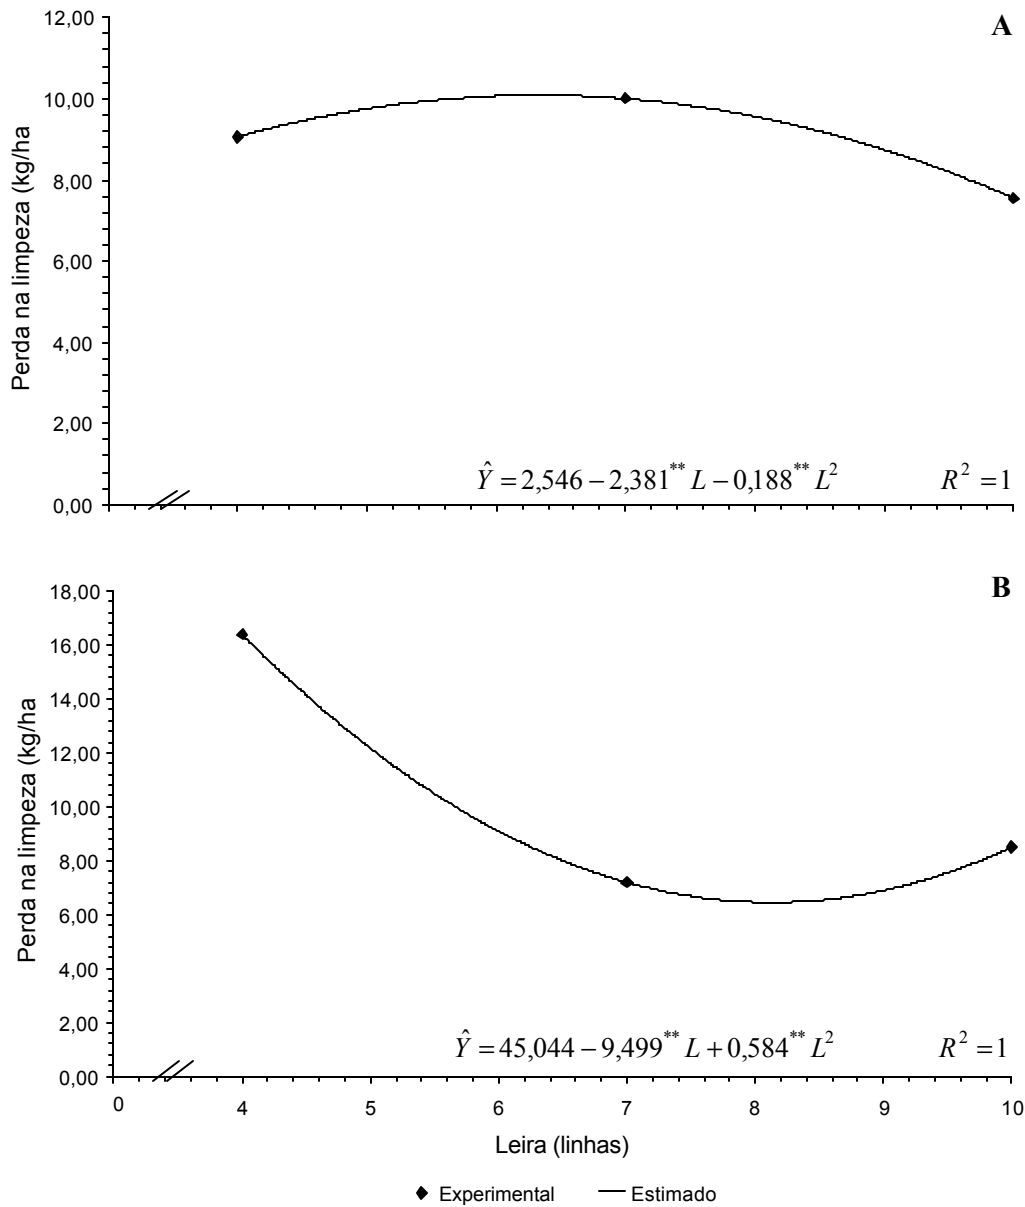 A
12,00
10,00
8,00
6,00
4,00
2,00
0,00
Perda na limpeza (kg/ha
Ŷ = 2,546 – 2,381** L – 0,188** L² R² = 1
B
18,00
16,00
14,00
12,00
10,00
8,00
6,00
4,00
2,00
0,00
Perda na limpeza (kg/ha
Ŷ = 45,044 – 9,499** L + 0,584** L² R² = 1
0 4 5 6 7 8 9 10
Leira (linhas)
Experimental Estimado